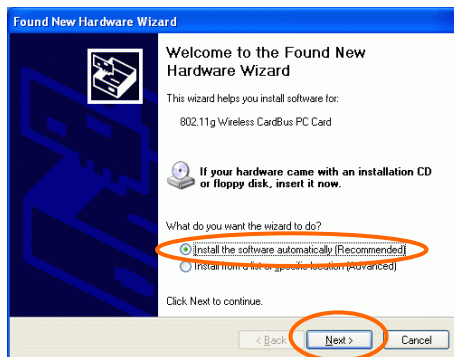 Found New Hardware Wizard
Welcome to the Found New
Hardware Wizard
This wizard helps you install software for:
802.11g Wireless CardBus PC Card
If your hardware came with an installation CD
or floppy disk, insert it now.
What do you want the wizard to do?
Install the software automatically (Recommended)
Install from a list or specific location (Advanced)
Click Next to continue.
< Back
Next >
Cancel